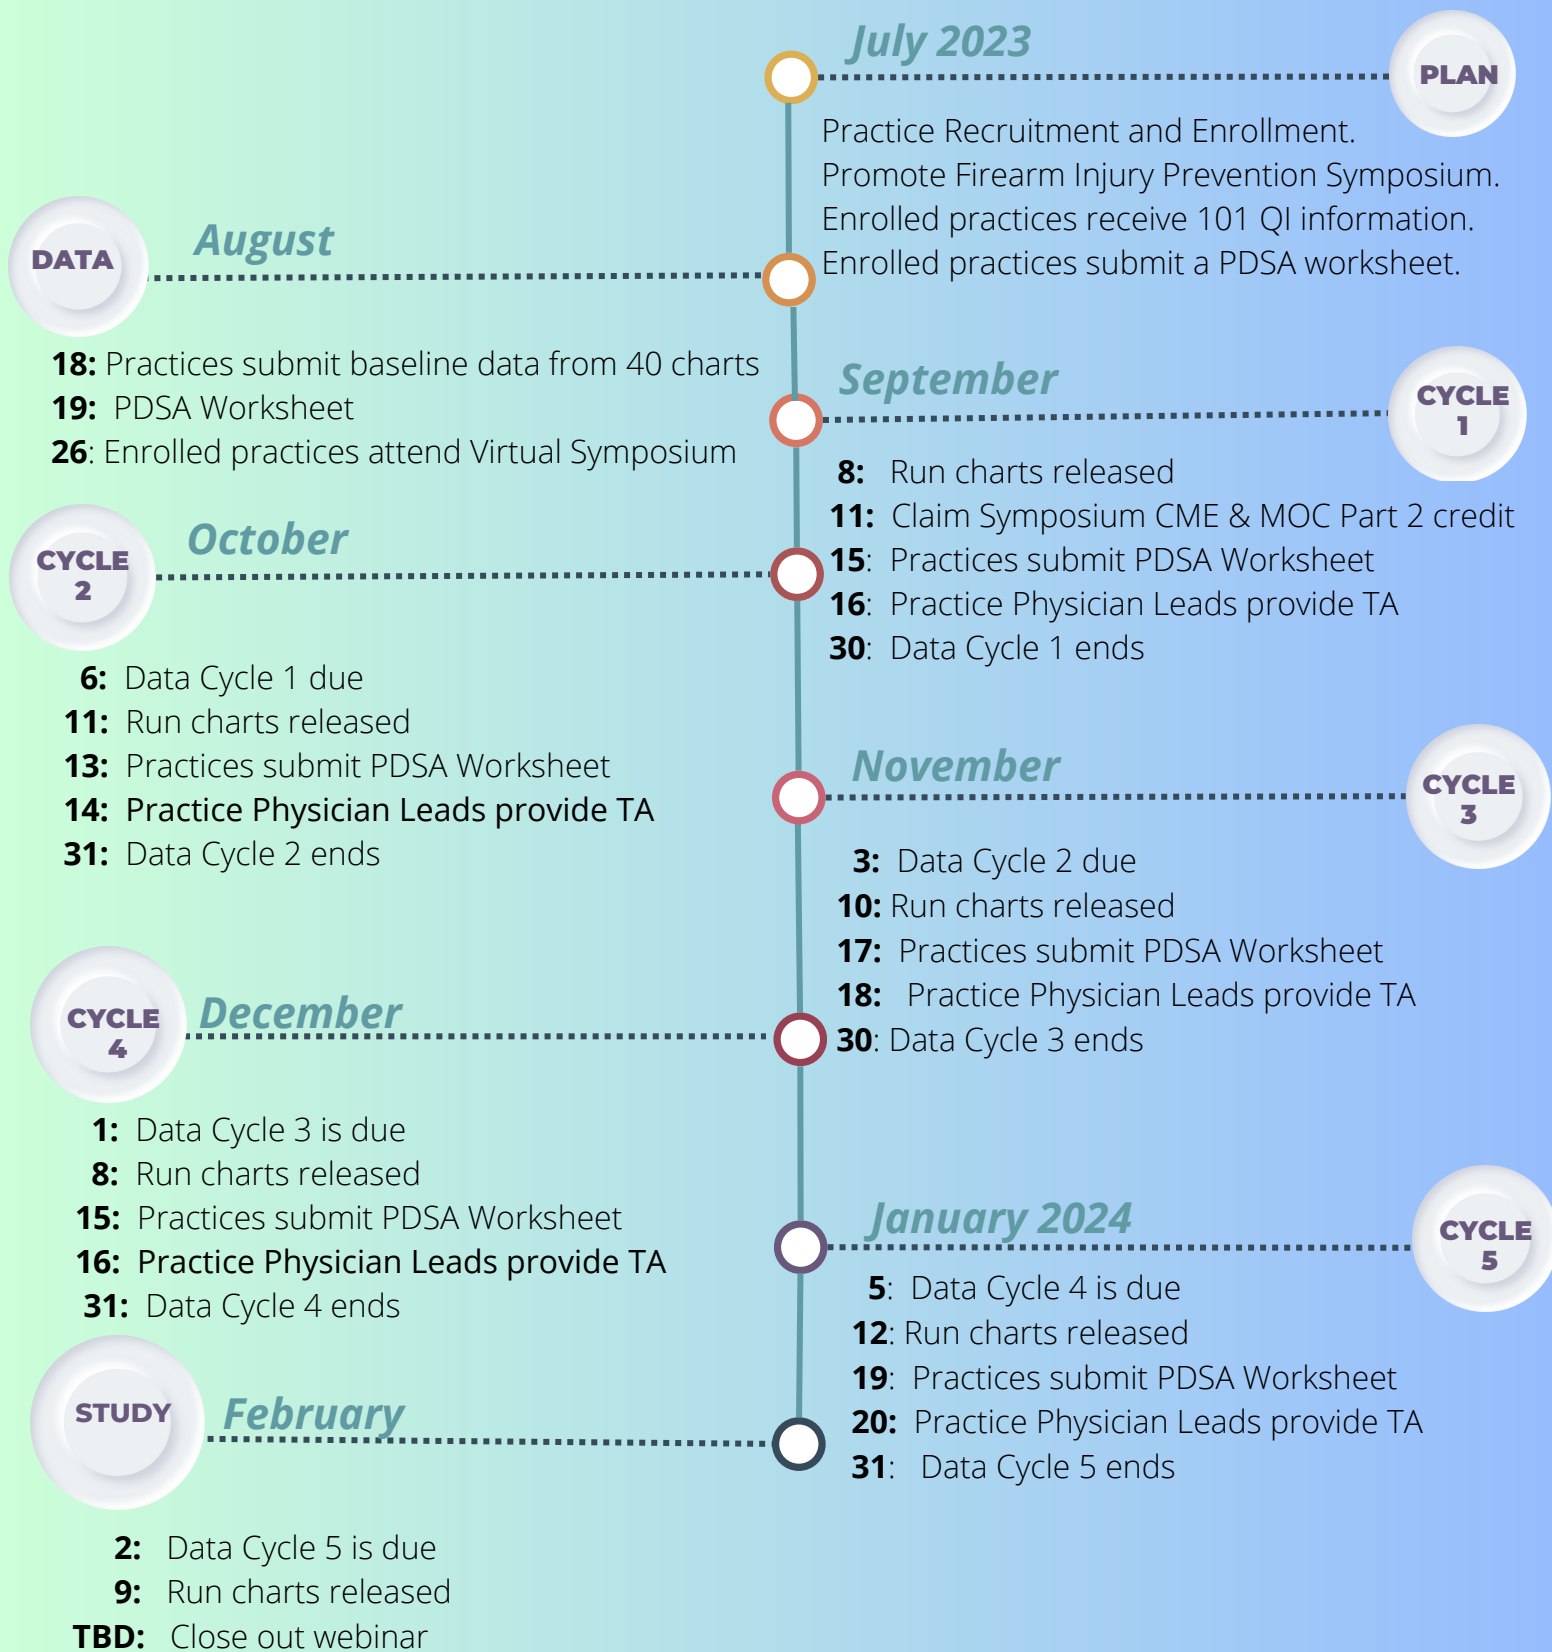 July 2023
PLAN
Practice Recruitment and Enrollment.
Promote Firearm Injury Prevention Symposium.
Enrolled practices receive 101 QI information.
Enrolled practices submit a PDSA worksheet.
DATA
August
18: Practices submit baseline data from 40 charts
19: PDSA Worksheet
26: Enrolled practices attend Virtual Symposium
September
CYCLE
1
8: Run charts released
11: Claim Symposium CME & MOC Part 2 credit
15: Practices submit PDSA Worksheet
16: Practice Physician Leads provide TA
30: Data Cycle 1 ends
CYCLE
2
October
6: Data Cycle 1 due
11: Run charts released
13: Practices submit PDSA Worksheet
14: Practice Physician Leads provide TA
31: Data Cycle 2 ends
November
CYCLE
3
3: Data Cycle 2 due
10: Run charts released
17: Practices submit PDSA Worksheet
18: Practice Physician Leads provide TA
30: Data Cycle 3 ends
CYCLE
4
December
1: Data Cycle 3 is due
8: Run charts released
15: Practices submit PDSA Worksheet
16: Practice Physician Leads provide TA
31: Data Cycle 4 ends
January 2024
CYCLE
5
5: Data Cycle 4 is due
12: Run charts released
19: Practices submit PDSA Worksheet
20: Practice Physician Leads provide TA
31: Data Cycle 5 ends
STUDY
February
2: Data Cycle 5 is due
9: Run charts released
TBD: Close out webinar